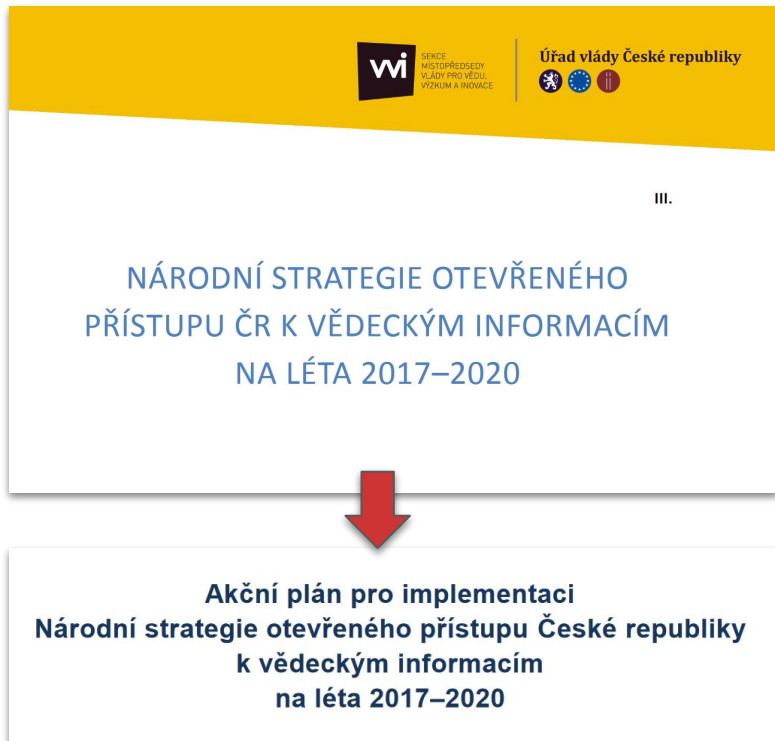 vvi
SEKCE
MÍSTOPŘEDSEDY
VLÁDY PRO VĚDU,
VÝZKUM A INOVACE
Úřad vlády České republiky
III.
NÁRODNÍ STRATEGIE OTEVŘENÉHO
PŘÍSTUPU ČR K VĚDECKÝM INFORMACÍM
NA LÉTA 2017–2020
Akční plán pro implementaci
Národní strategie otevřeného přístupu České republiky
k vědeckým informacím
na léta 2017–2020